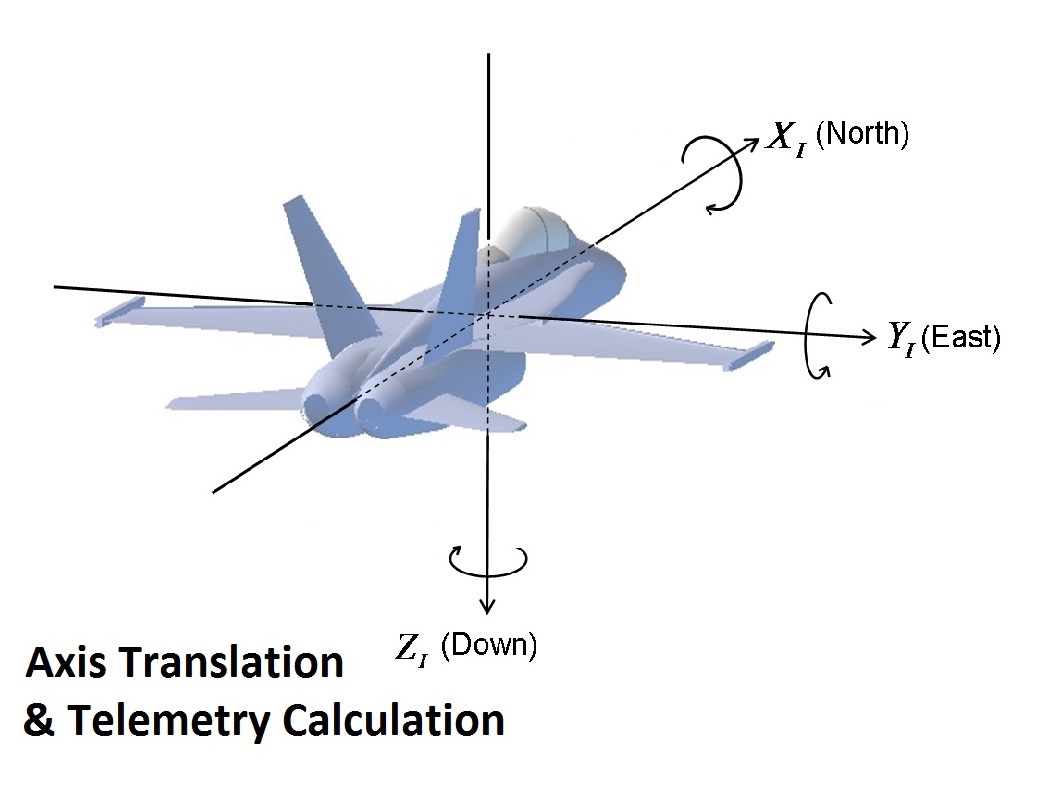 X_I (North)
Y_I (East)
Z_I (Down)
Axis Translation
& Telemetry Calculation